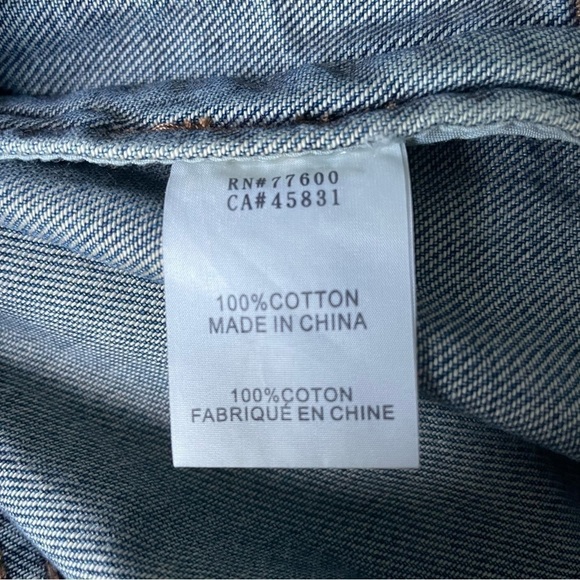 RN#77600
CA#45831
100%COTTON
MADE IN CHINA
100%COTON
FABRIQUÉ EN CHINE